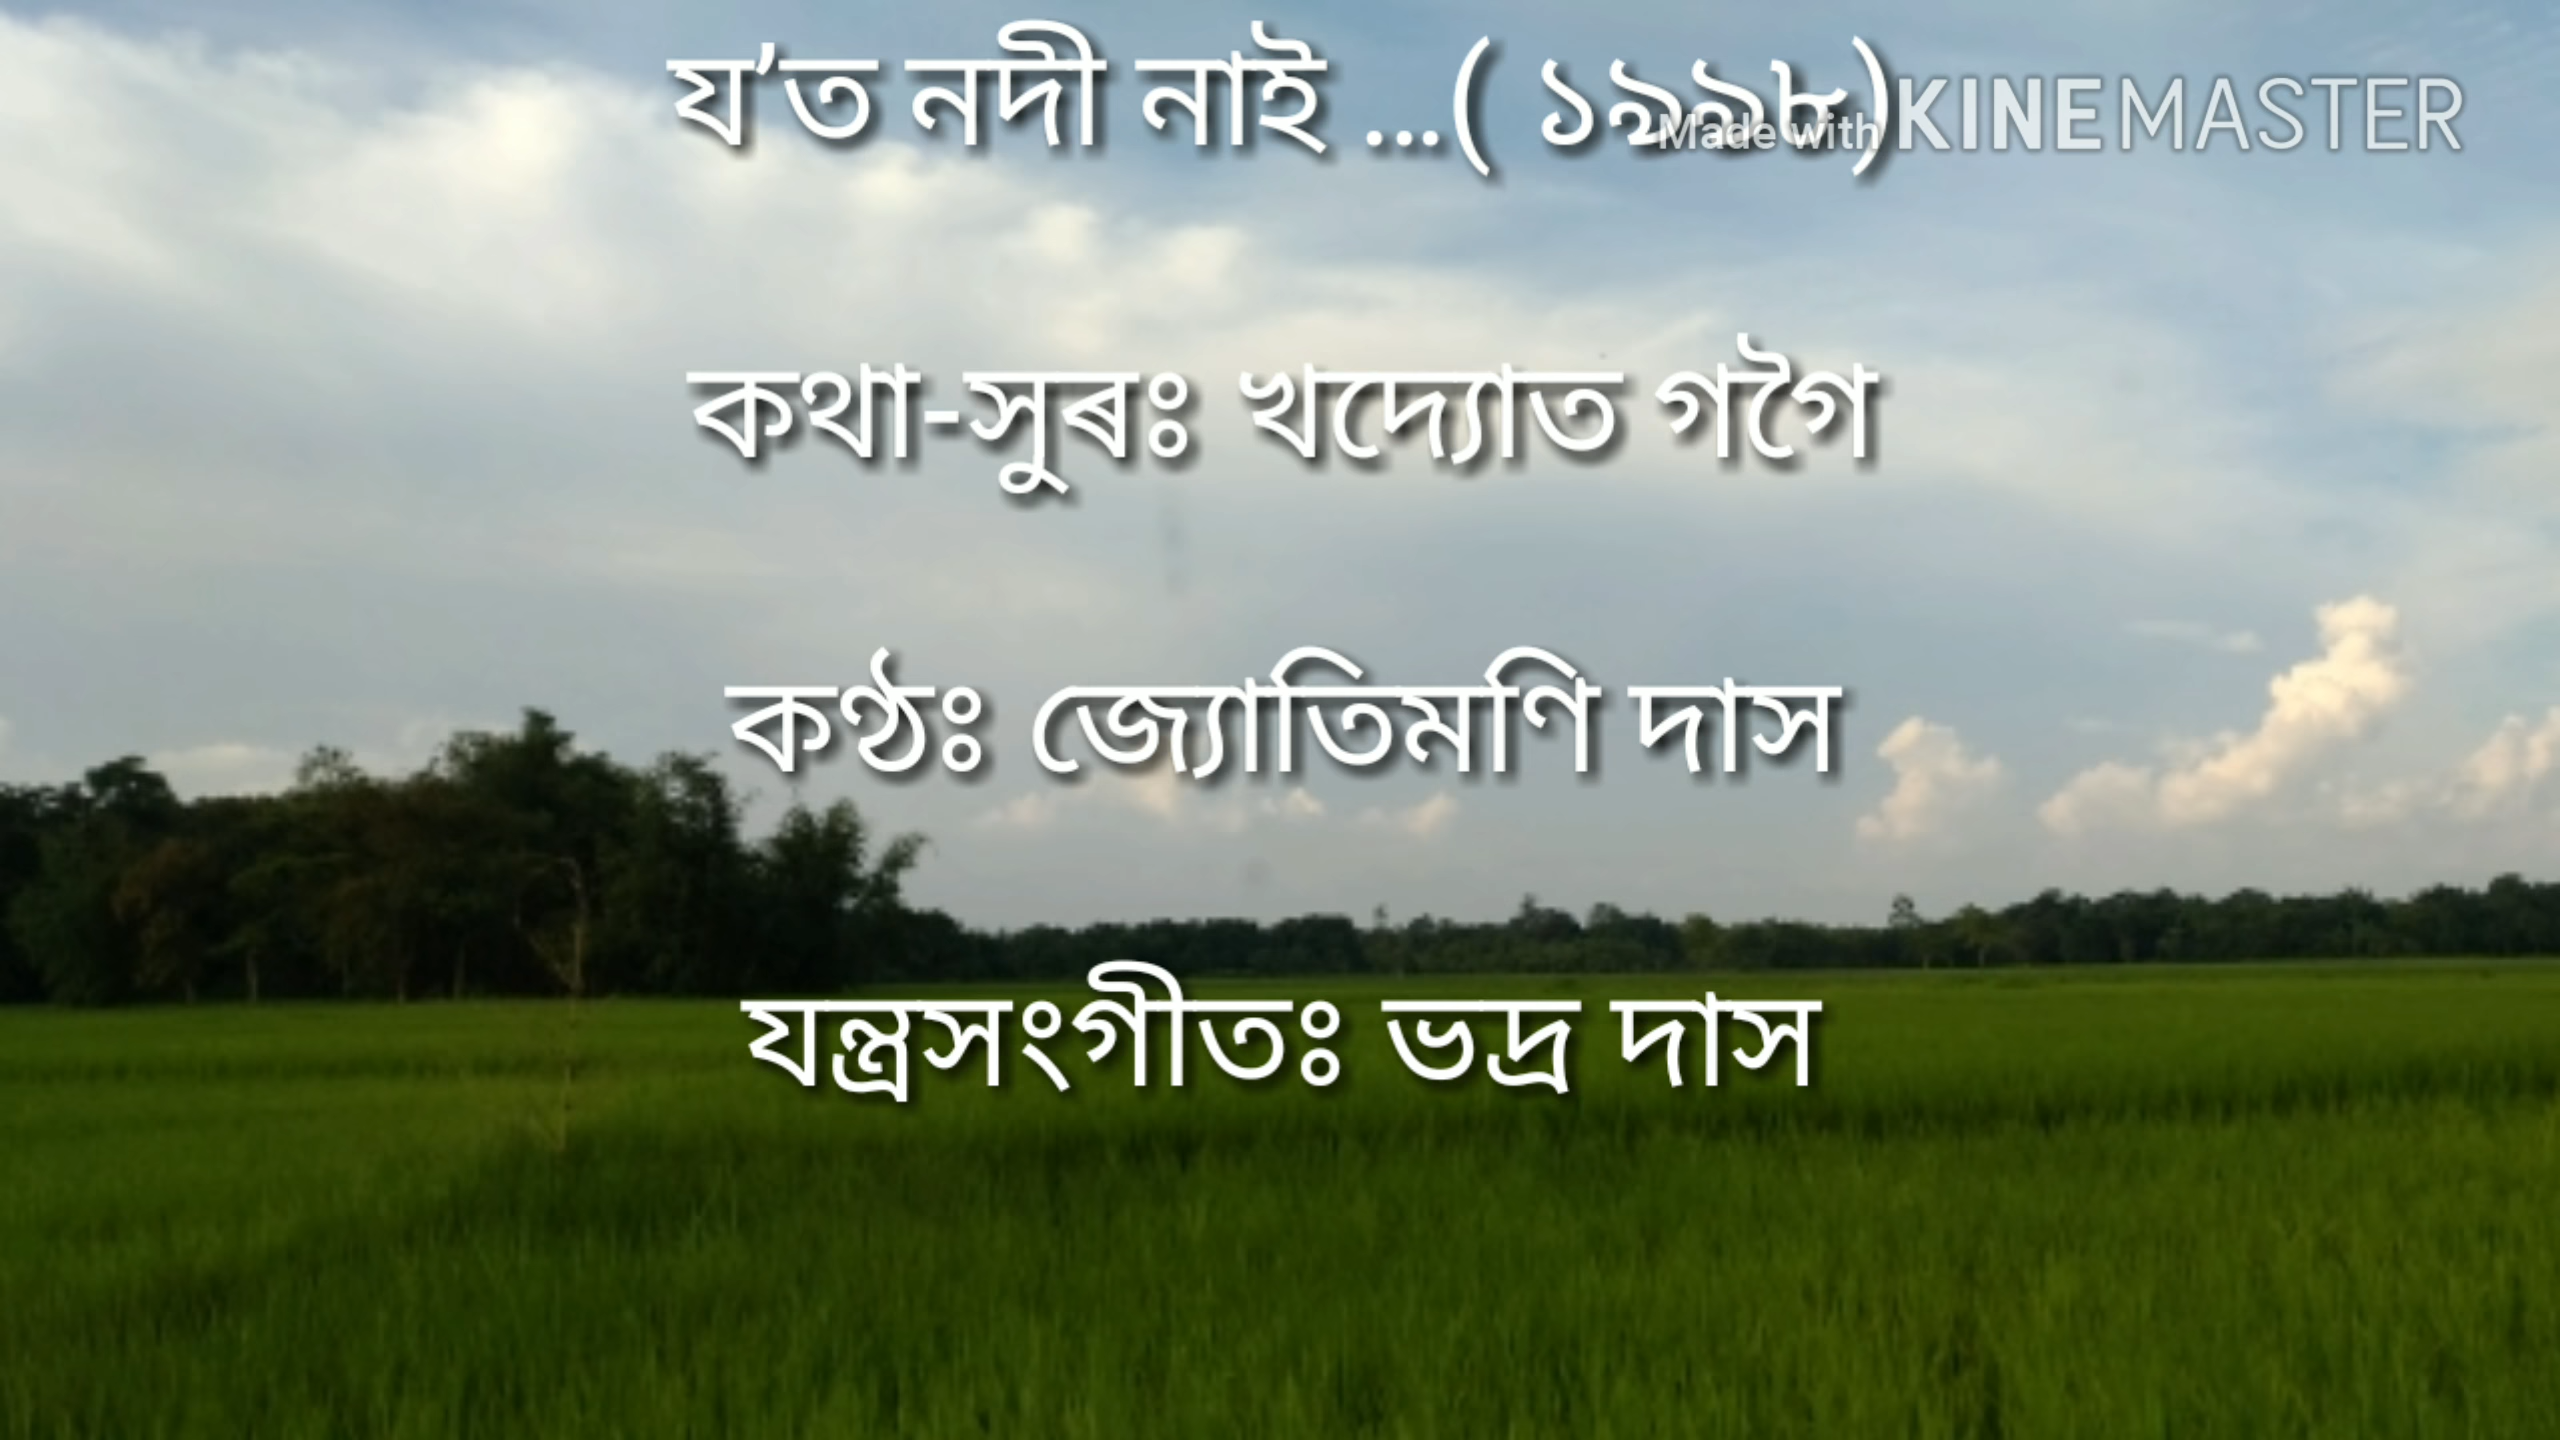 য’ত নদী নাই ...( ১৯৯৮)
Made with KINEMASTER
কথা-সুৰঃ খদ্যোত গগৈ
কণ্ঠঃ জ্যোতিমণি দাস
যন্ত্ৰসংগীতঃ ভদ্ৰ দাস